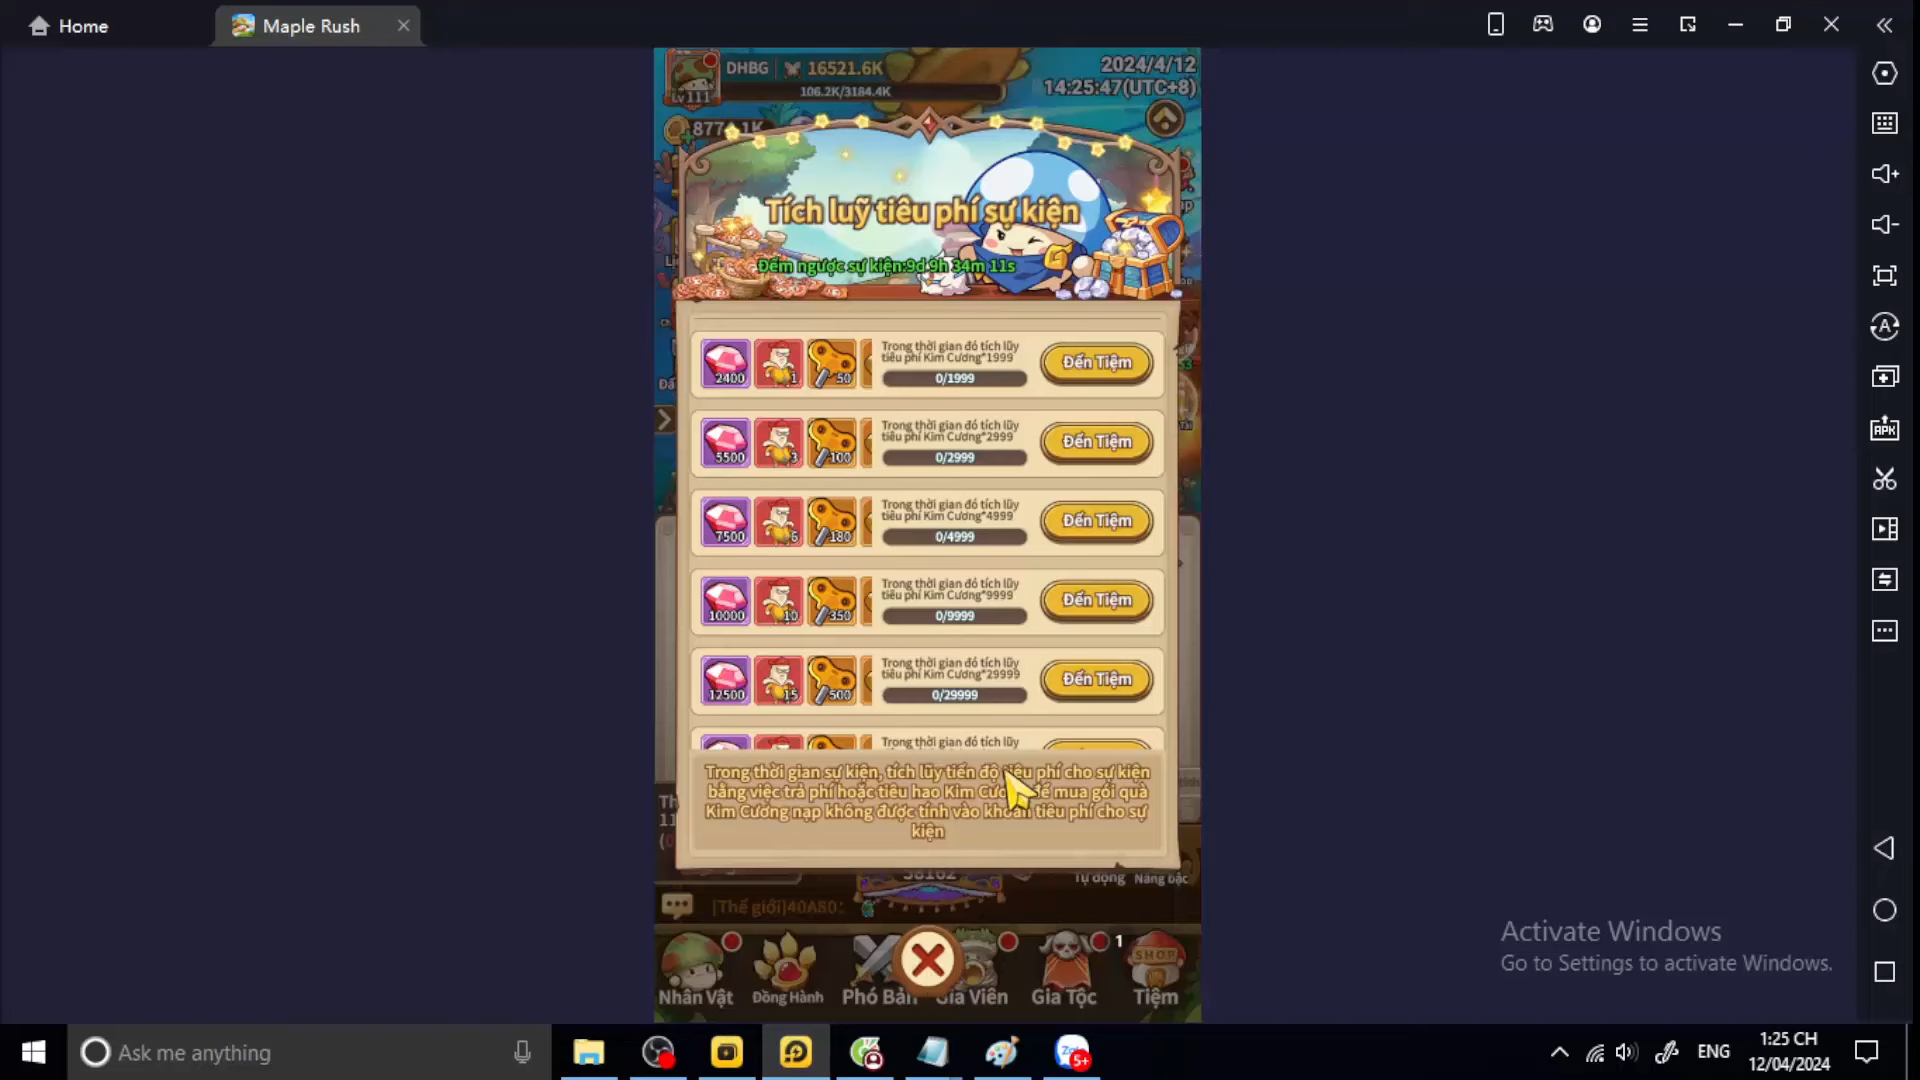 Home
Maple Rush
DHBG 16521.6K
2024/4/12
106.2K/3184.4K
14:25:47(UTC+8)
Lv111
Tích luỹ tiêu phí sự kiện
Đếm ngược sự kiện:9d 9h 34m 11s
Trong thời gian đó tích lũy
tiêu phí Kim Cương*1999
2400 1 50
0/1999
Đến Tiệm
Trong thời gian đó tích lũy
tiêu phí Kim Cương*2999
5500 3 100
0/2999
Đến Tiệm
Trong thời gian đó tích lũy
tiêu phí Kim Cương*4999
7500 6 180
0/4999
Đến Tiệm
Trong thời gian đó tích lũy
tiêu phí Kim Cương*9999
10000 10 350
0/9999
Đến Tiệm
Trong thời gian đó tích lũy
tiêu phí Kim Cương*29999
12500 15 500
0/29999
Đến Tiệm
Trong thời gian đó tích lũy
Trong thời gian sự kiện, tích lũy tiến độ tiêu phí cho sự kiện
bằng việc trả phí hoặc tiêu hao Kim Cương để mua gói quà
Kim Cương nạp không được tính vào khoản tiêu phí cho sự
kiện
Tự động Nâng bậc
[Thế giới]40A80:
1
SHOP
Nhân Vật Đồng Hành Phó Bản Gia Viên Gia Tộc Tiệm
APK
Activate Windows
Go to Settings to activate Windows.
Ask me anything
5+
ENG
1:25 CH
12/04/2024